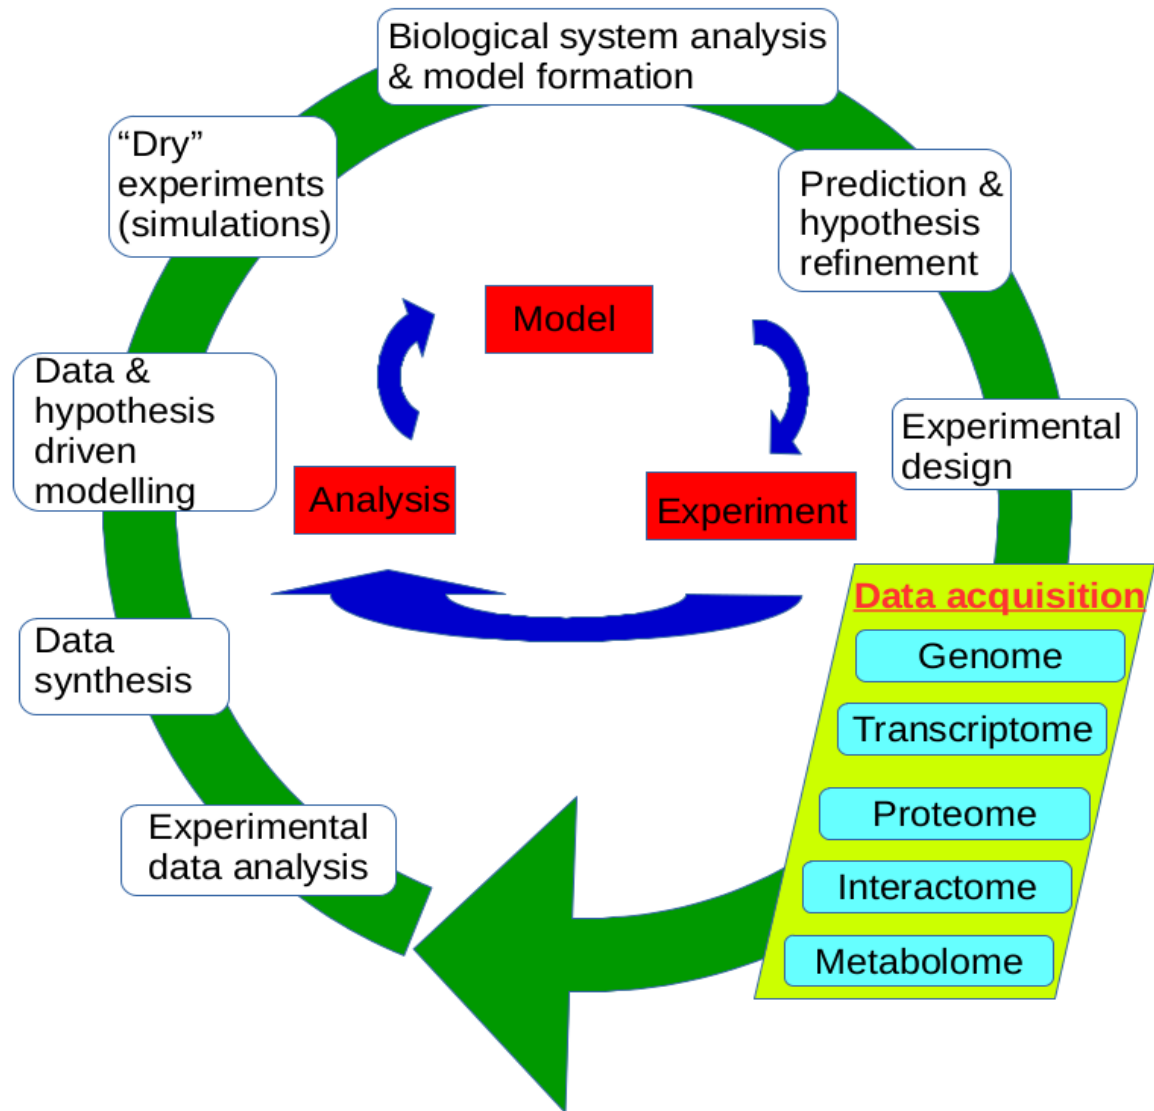 Biological system analysis
& model formation
“Dry”
experiments
(simulations)
Prediction &
hypothesis
refinement
Model
Data &
hypothesis
driven
modelling
Experimental
design
Analysis
Experiment
Data acquisition
Genome
Data
synthesis
Transcriptome
Proteome
Experimental
data analysis
Interactome
Metabolome